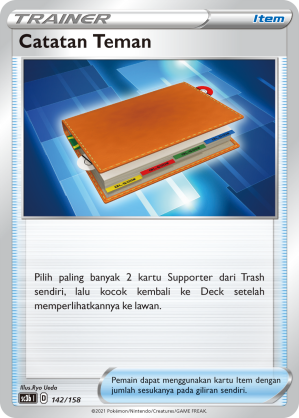 TRAINER
Item
Catatan Teman
Pilih paling banyak 2 kartu Supporter dari Trash
sendiri, lalu kocok kembali ke Deck setelah
memperlihatkannya ke lawan.
Illus.Ryo Ueda
sc3b I D 142/158
Pemain dapat menggunakan kartu Item dengan
jumlah sesukanya pada giliran sendiri.
©2021 Pokémon/Nintendo/Creatures/GAME FREAK.